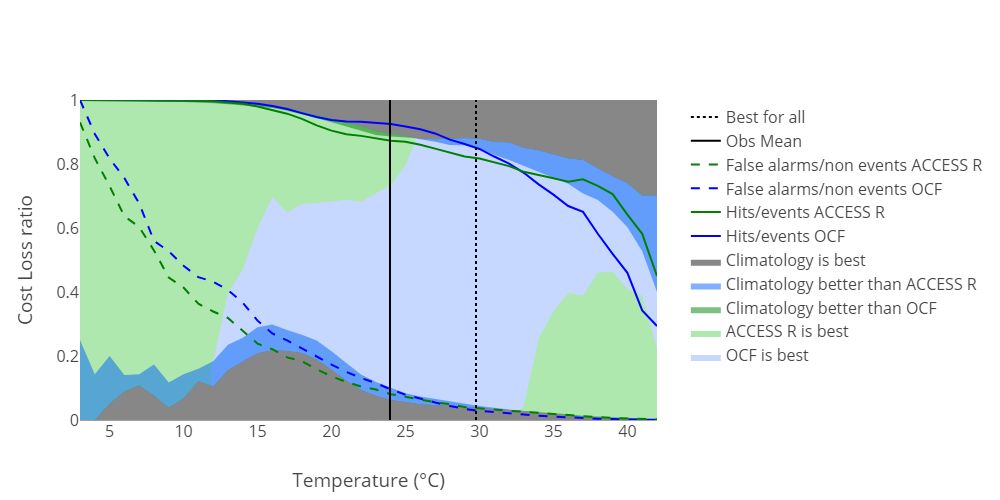 1
0.8
0.6
0.4
0.2
0
Cost Loss ratio
5 10 15 20 25 30 35 40
Temperature (°C)
Best for all
Obs Mean
False alarms/non events ACCESS R
False alarms/non events OCF
Hits/events ACCESS R
Hits/events OCF
Climatology is best
Climatology better than ACCESS R
Climatology better than OCF
ACCESS R is best
OCF is best